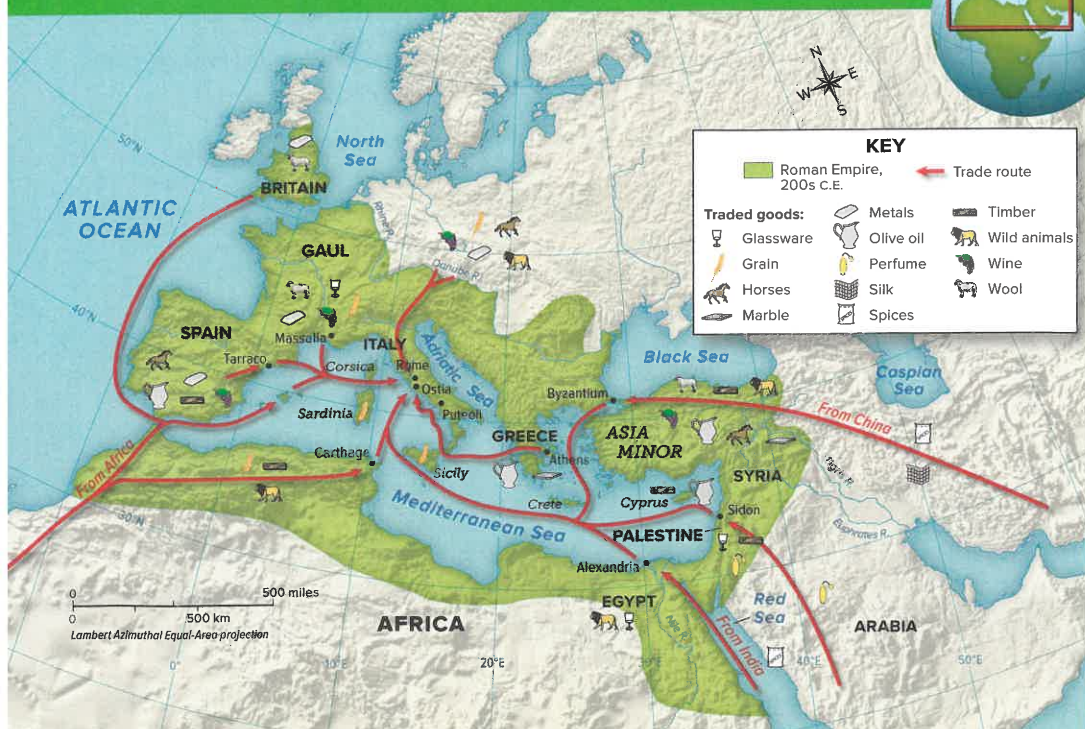 N
W E
S
KEY
Roman Empire,
200s C.E.
Trade route
Traded goods:
Glassware
Grain
Horses
Marble
Metals
Olive oil
Perfume
Silk
Spices
Timber
Wild animals
Wine
Wool
North
Sea
50°N
BRITAIN
ATLANTIC
OCEAN
Rhine R.
GAUL
Danube R.
40°N
SPAIN
Massalia
ITALY
Tarraco
Corsica
Rome
Adriatic Sea
Ostia
Black Sea
Caspian
Sea
Byzantium
Sardinia
Puteoli
From China
GREECE
ASIA
MINOR
Athens
Carthage
Sicily
SYRIA
Tigris R.
From Africa
Crete
Cyprus
Mediterranean Sea
Sidon
30°N
PALESTINE
Euphrates R.
Alexandria
0 500 miles
0 500 km
Lambert Azimuthal Equal-Area projection
EGYPT
Red
Sea
AFRICA
Nile R.
From India
ARABIA
0°
10°E
20°E
30°E
40°E
50°E